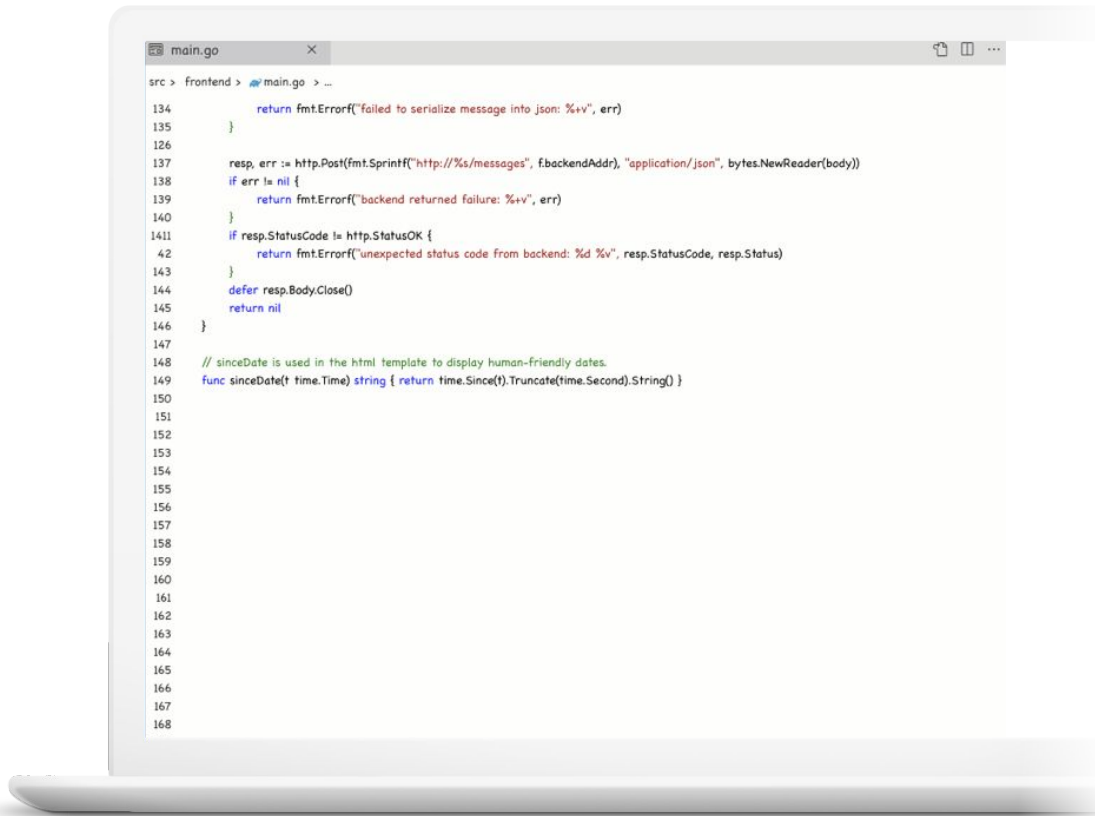 main.go ×
src > frontend > main.go > ...
134 return fmt.Errorf("failed to serialize message into json: %+v", err)
135 }
126
137 resp, err := http.Post(fmt.Sprintf("http://%s/messages", f.backendAddr), "application/json", bytes.NewReader(body))
138 if err != nil {
139 return fmt.Errorf("backend returned failure: %+v", err)
140 }
1411 if resp.StatusCode != http.StatusOK {
42 return fmt.Errorf("unexpected status code from backend: %d %v", resp.StatusCode, resp.Status)
143 }
144 defer resp.Body.Close()
145 return nil
146 }
147
148 // sinceDate is used in the html template to display human-friendly dates.
149 func sinceDate(t time.Time) string { return time.Since(t).Truncate(time.Second).String() }
150
151
152
153
154
155
156
157
158
159
160
161
162
163
164
165
166
167
168